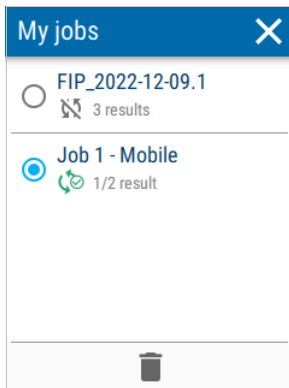 My jobs
FIP_2022-12-09.1
3 results
Job 1 - Mobile
1/2 result